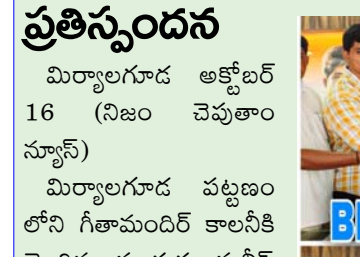 ప్రతిస్పందన
మిర్యాలగూడ అక్టోబర్
16 (నిజం చెపుతాం
న్యూస్)
మిర్యాలగూడ పట్టణం
లోని గీతామందిర్ కాలనీకి